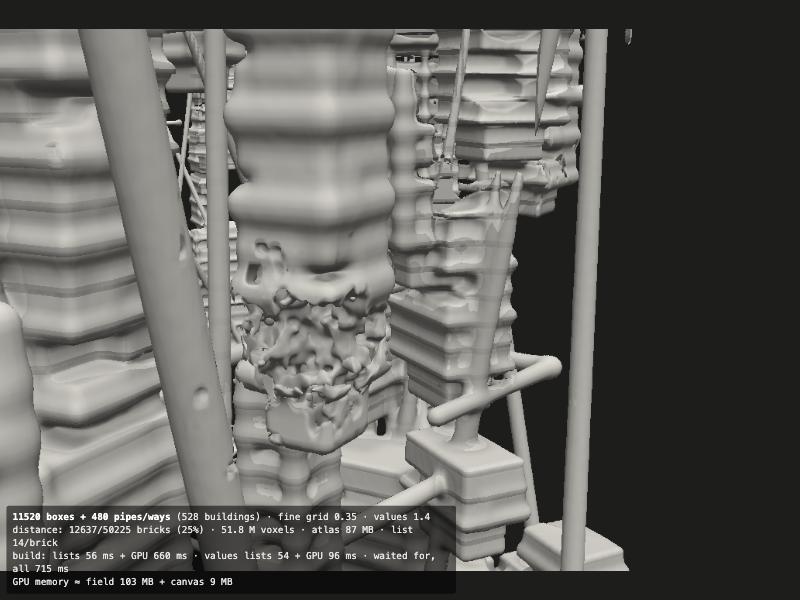 11520 boxes + 480 pipes/ways (528 buildings) · fine grid 0.35 · values 1.4
distance: 12637/50225 bricks (25%) · 51.8 M voxels · atlas 87 MB · list
14/brick
build: lists 56 ms + GPU 660 ms · values lists 54 + GPU 96 ms · waited for,
all 715 ms
GPU memory ≈ field 103 MB + canvas 9 MB